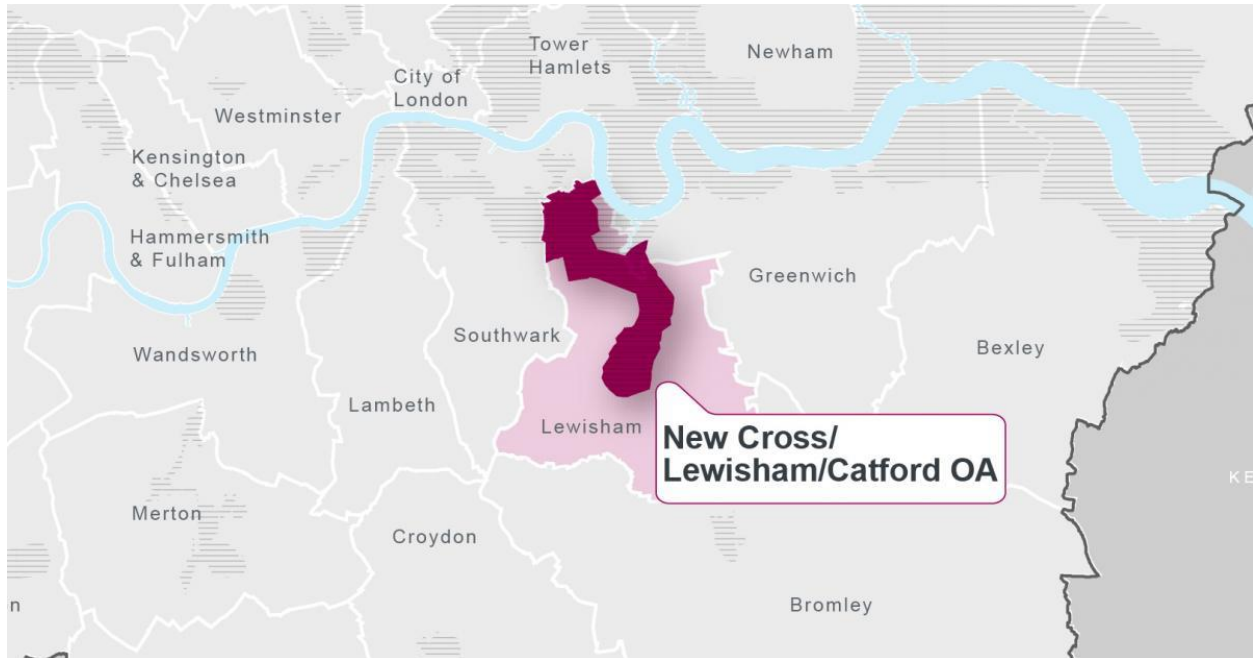 Tower
Hamlets
Newham
City of
London
Westminster
Kensington
& Chelsea
Hammersmith
& Fulham
Greenwich
Southwark
Wandsworth
Bexley
Lambeth
Lewisham
New Cross/
Lewisham/Catford OA
KE
Merton
Croydon
n
Bromley